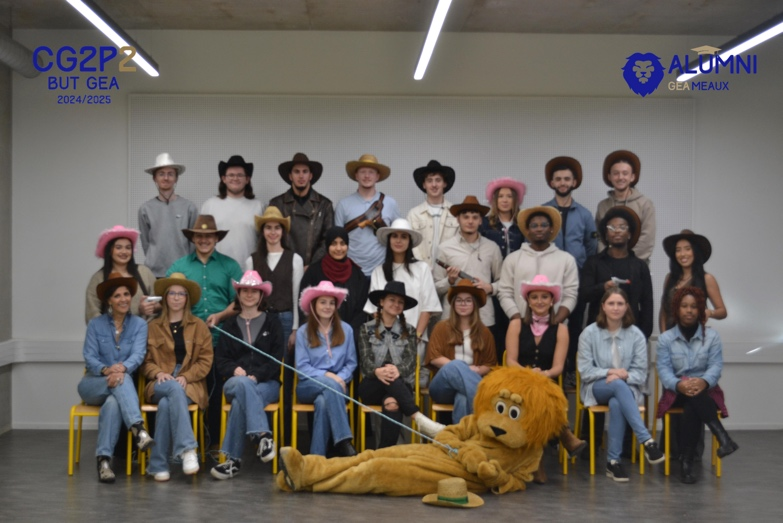 CG2P2
BUT GEA
2024/2025
ALUMNI
GEA MEAUX